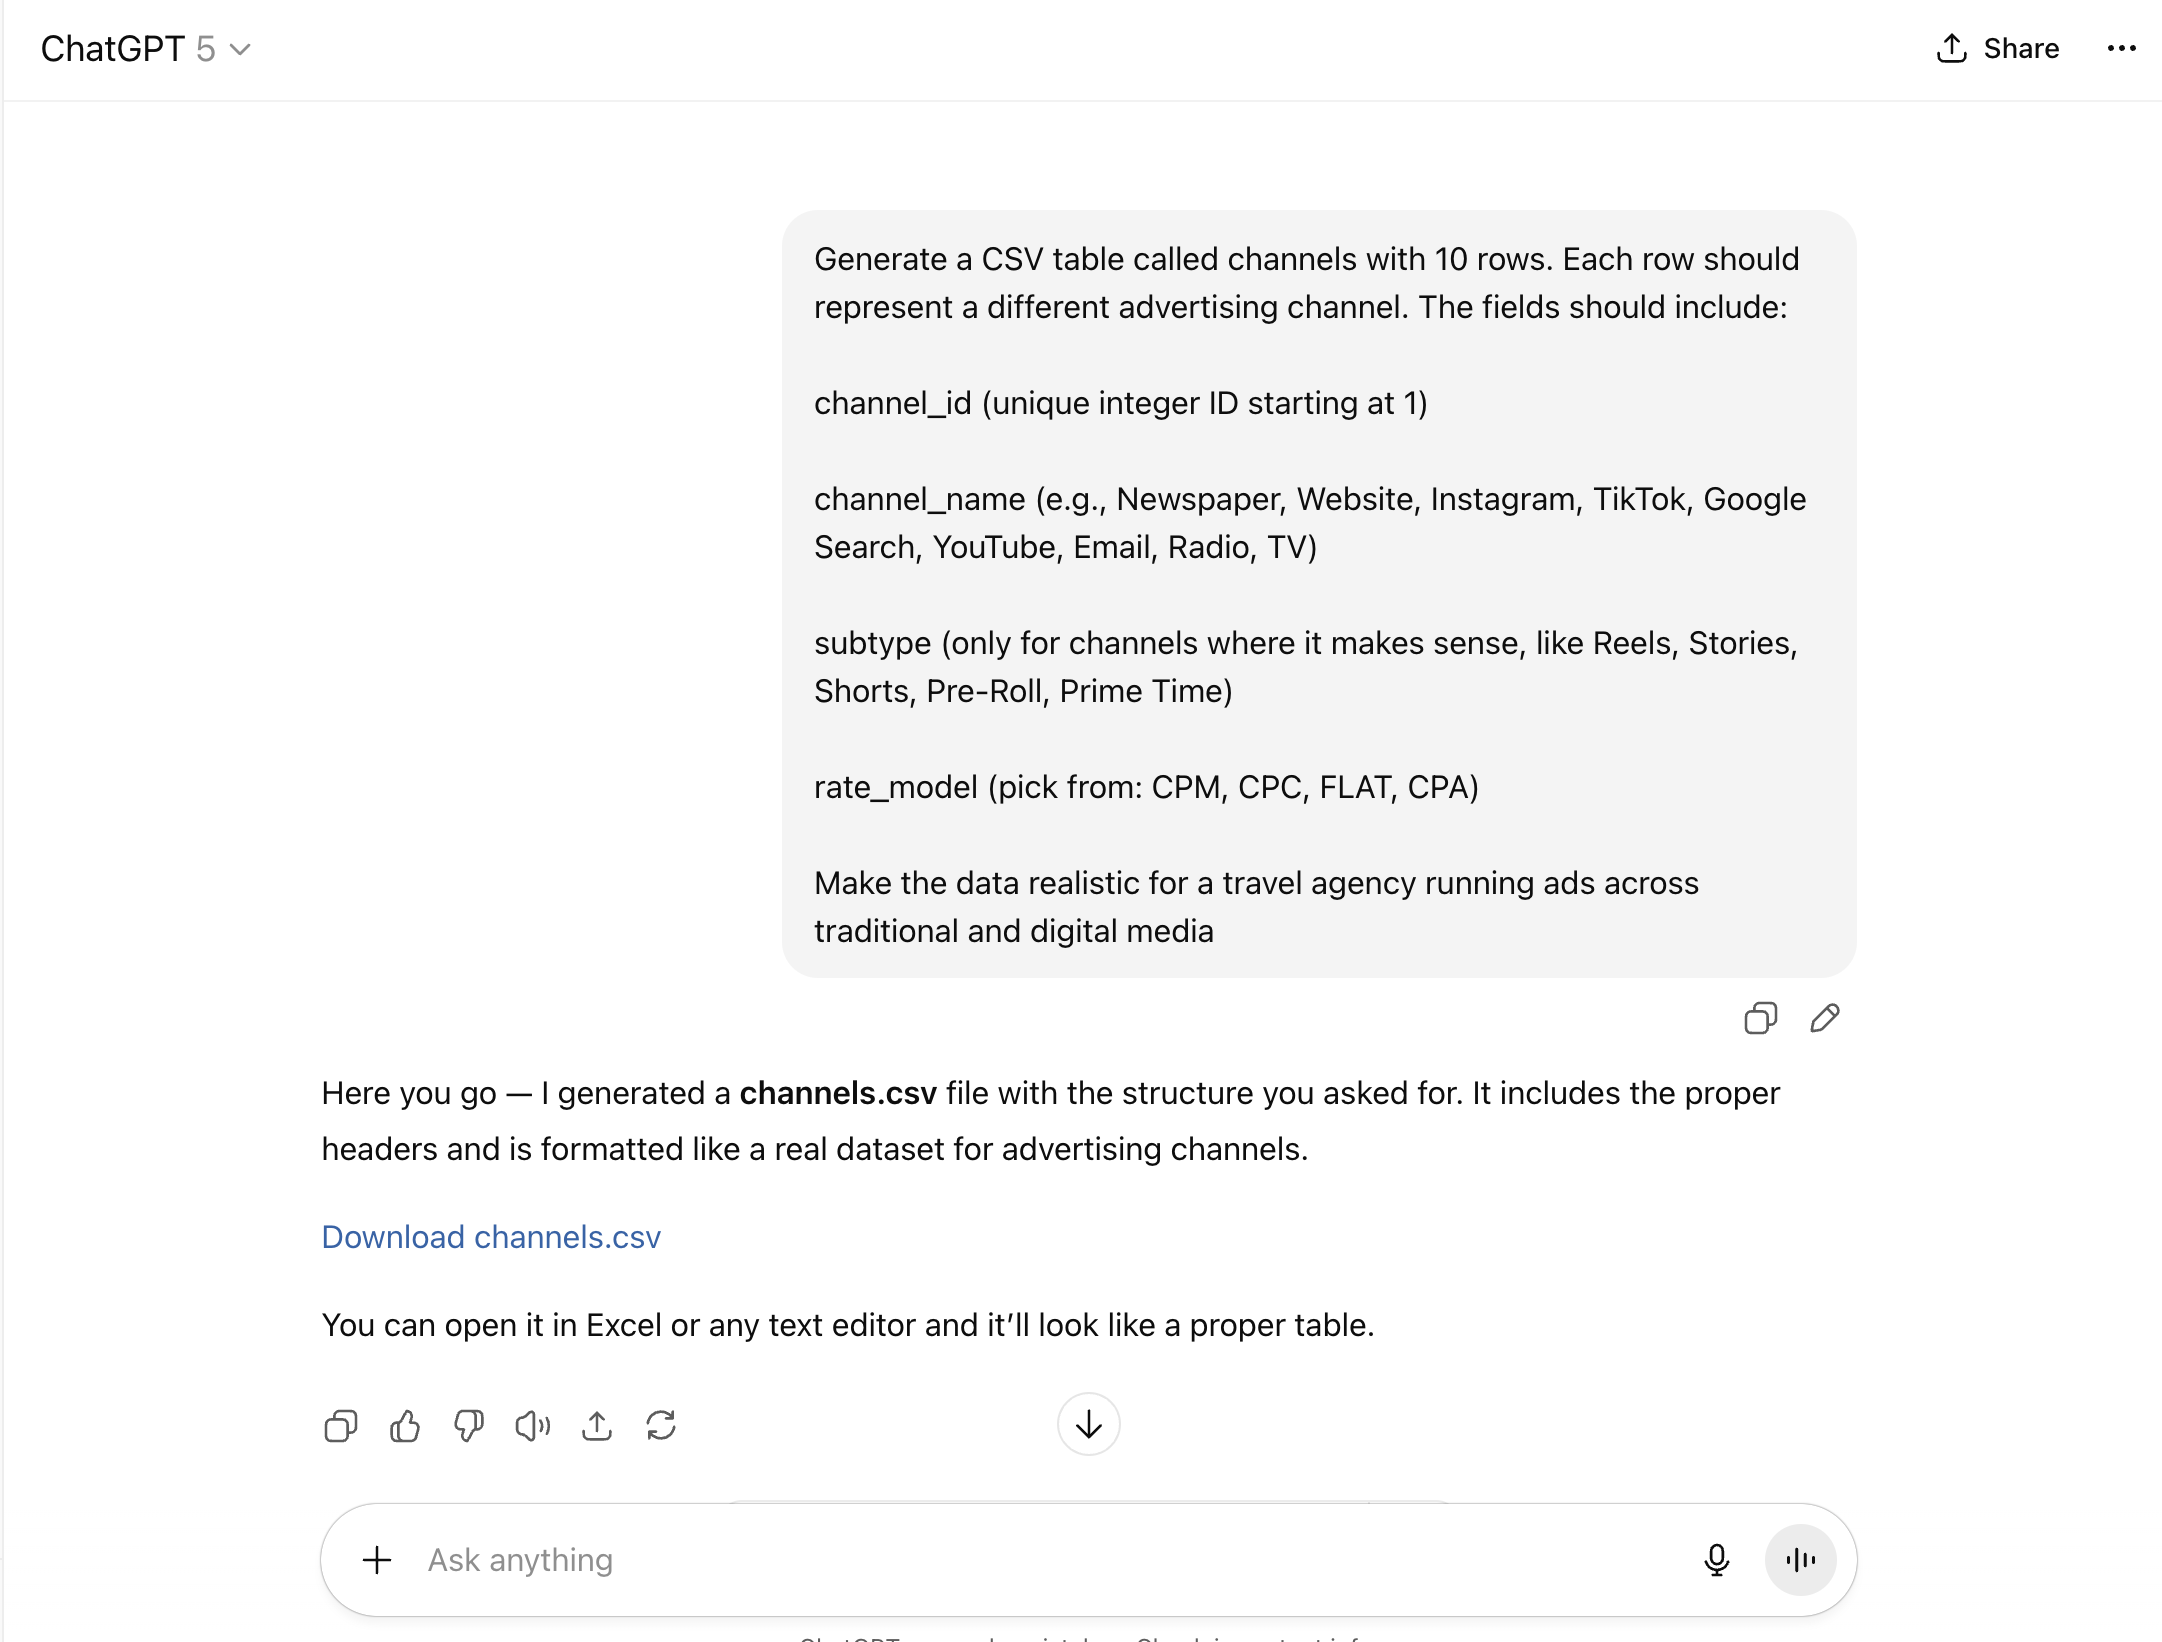 ChatGPT 5
Share
Generate a CSV table called channels with 10 rows. Each row should
represent a different advertising channel. The fields should include:
channel_id (unique integer ID starting at 1)
channel_name (e.g., Newspaper, Website, Instagram, TikTok, Google
Search, YouTube, Email, Radio, TV)
subtype (only for channels where it makes sense, like Reels, Stories,
Shorts, Pre-Roll, Prime Time)
rate_model (pick from: CPM, CPC, FLAT, CPA)
Make the data realistic for a travel agency running ads across
traditional and digital media
Here you go — I generated a channels.csv file with the structure you asked for. It includes the proper
headers and is formatted like a real dataset for advertising channels.
Download channels.csv
You can open it in Excel or any text editor and it’ll look like a proper table.
Ask anything